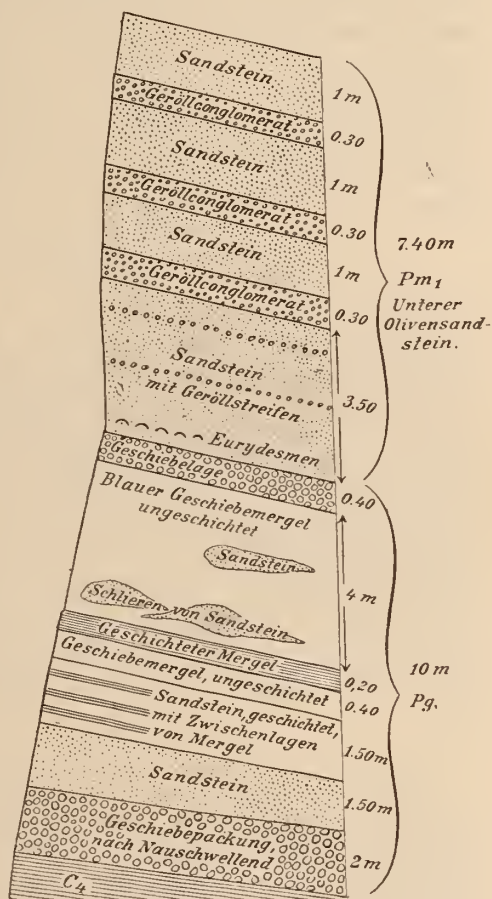 Sandstein
1 m
Geröllconglomerat
0.30
Sandstein
1 m
Geröllconglomerat
0.30
Sandstein
1 m
Geröllconglomerat
0.30
Sandstein
mit Geröllstreifen
3.50
Eurydesmen
Geschiebelage
0.40
Blauer Geschiebemergel
ungeschichtet
Sandstein
4 m
Schlieren von Sandstein
Geschichteter Mergel
0,20
Geschiebemergel, ungeschichtet
0.40
Sandstein, geschichtet,
mit Zwischenlagen
von Mergel
1.50m
Sandstein
1.50m
Geschiebepackung,
nach Nauschwellend
2 m
C4
7.40m
Pm1
Unterer
Olivensand-
stein.
10 m
Pg.